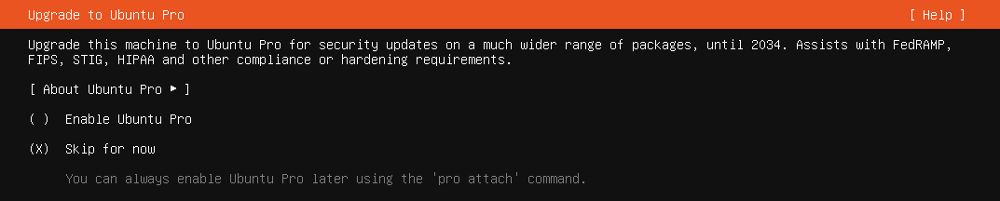 Upgrade to Ubuntu Pro [ Help ]
Upgrade this machine to Ubuntu Pro for security updates on a much wider range of packages, until 2034. Assists with FedRAMP,
FIPS, STIG, HIPAA and other compliance or hardening requirements.
[ About Ubuntu Pro ▸ ]
( ) Enable Ubuntu Pro
(X) Skip for now
You can always enable Ubuntu Pro later using the 'pro attach' command.